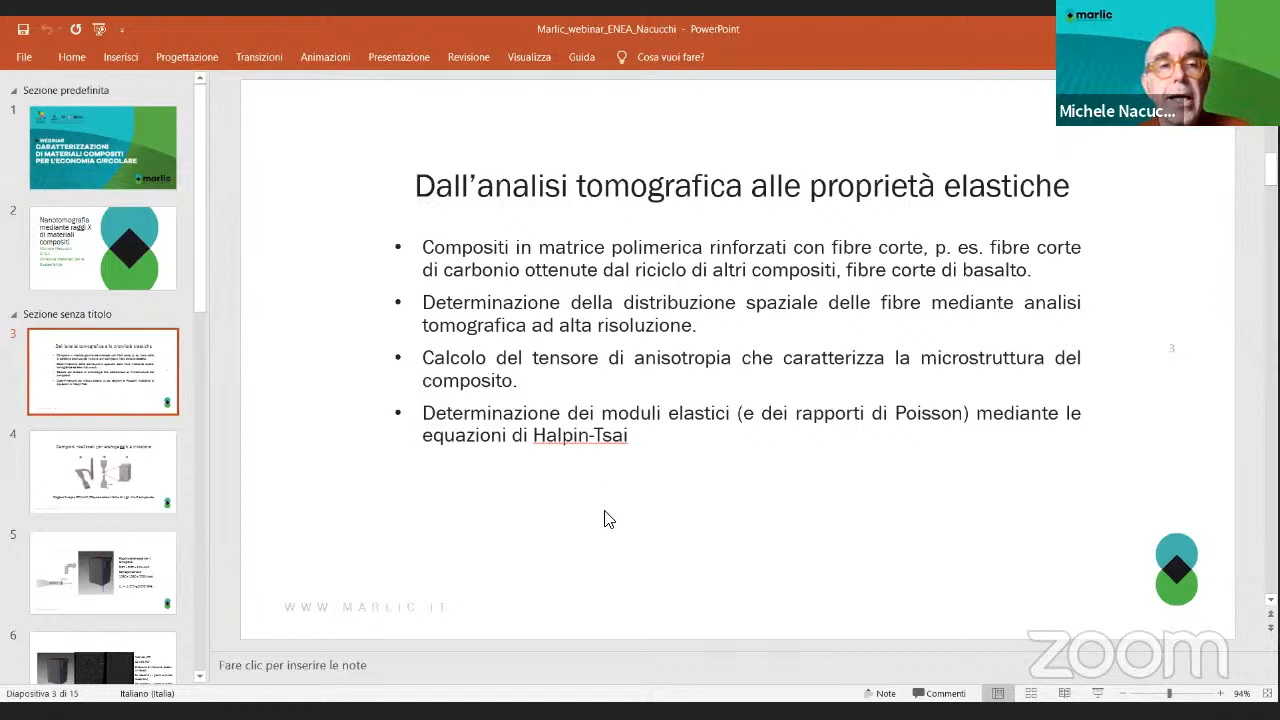 Marlic_webinar_ENEA_Nacucchi - PowerPoint
File Home Inserisci Progettazione Transizioni Animazioni Presentazione Revisione Visualizza Guida Cosa vuoi fare?
marlic
Michele Nacuc...
Sezione predefinita
1
WEBINAR
CARATTERIZZAZIONI
DI MATERIALI COMPOSITI
PER L'ECONOMIA CIRCOLARE
marlic
2
Nanotomografia
mediante raggi X
di materiali
compositi
Sezione senza titolo
3
Dall'analisi tomografica alle proprietà elastiche
4
5
6
Dall'analisi tomografica alle proprietà elastiche
• Compositi in matrice polimerica rinforzati con fibre corte, p. es. fibre corte
di carbonio ottenute dal riciclo di altri compositi, fibre corte di basalto.
• Determinazione della distribuzione spaziale delle fibre mediante analisi
tomografica ad alta risoluzione.
• Calcolo del tensore di anisotropia che caratterizza la microstruttura del
composito.
• Determinazione dei moduli elastici (e dei rapporti di Poisson) mediante le
equazioni di Halpin-Tsai
3
WWW MARLIC IT
zoom
Fare clic per inserire le note
Diapositiva 3 di 15 Italiano (Italia) Note Commenti 94%